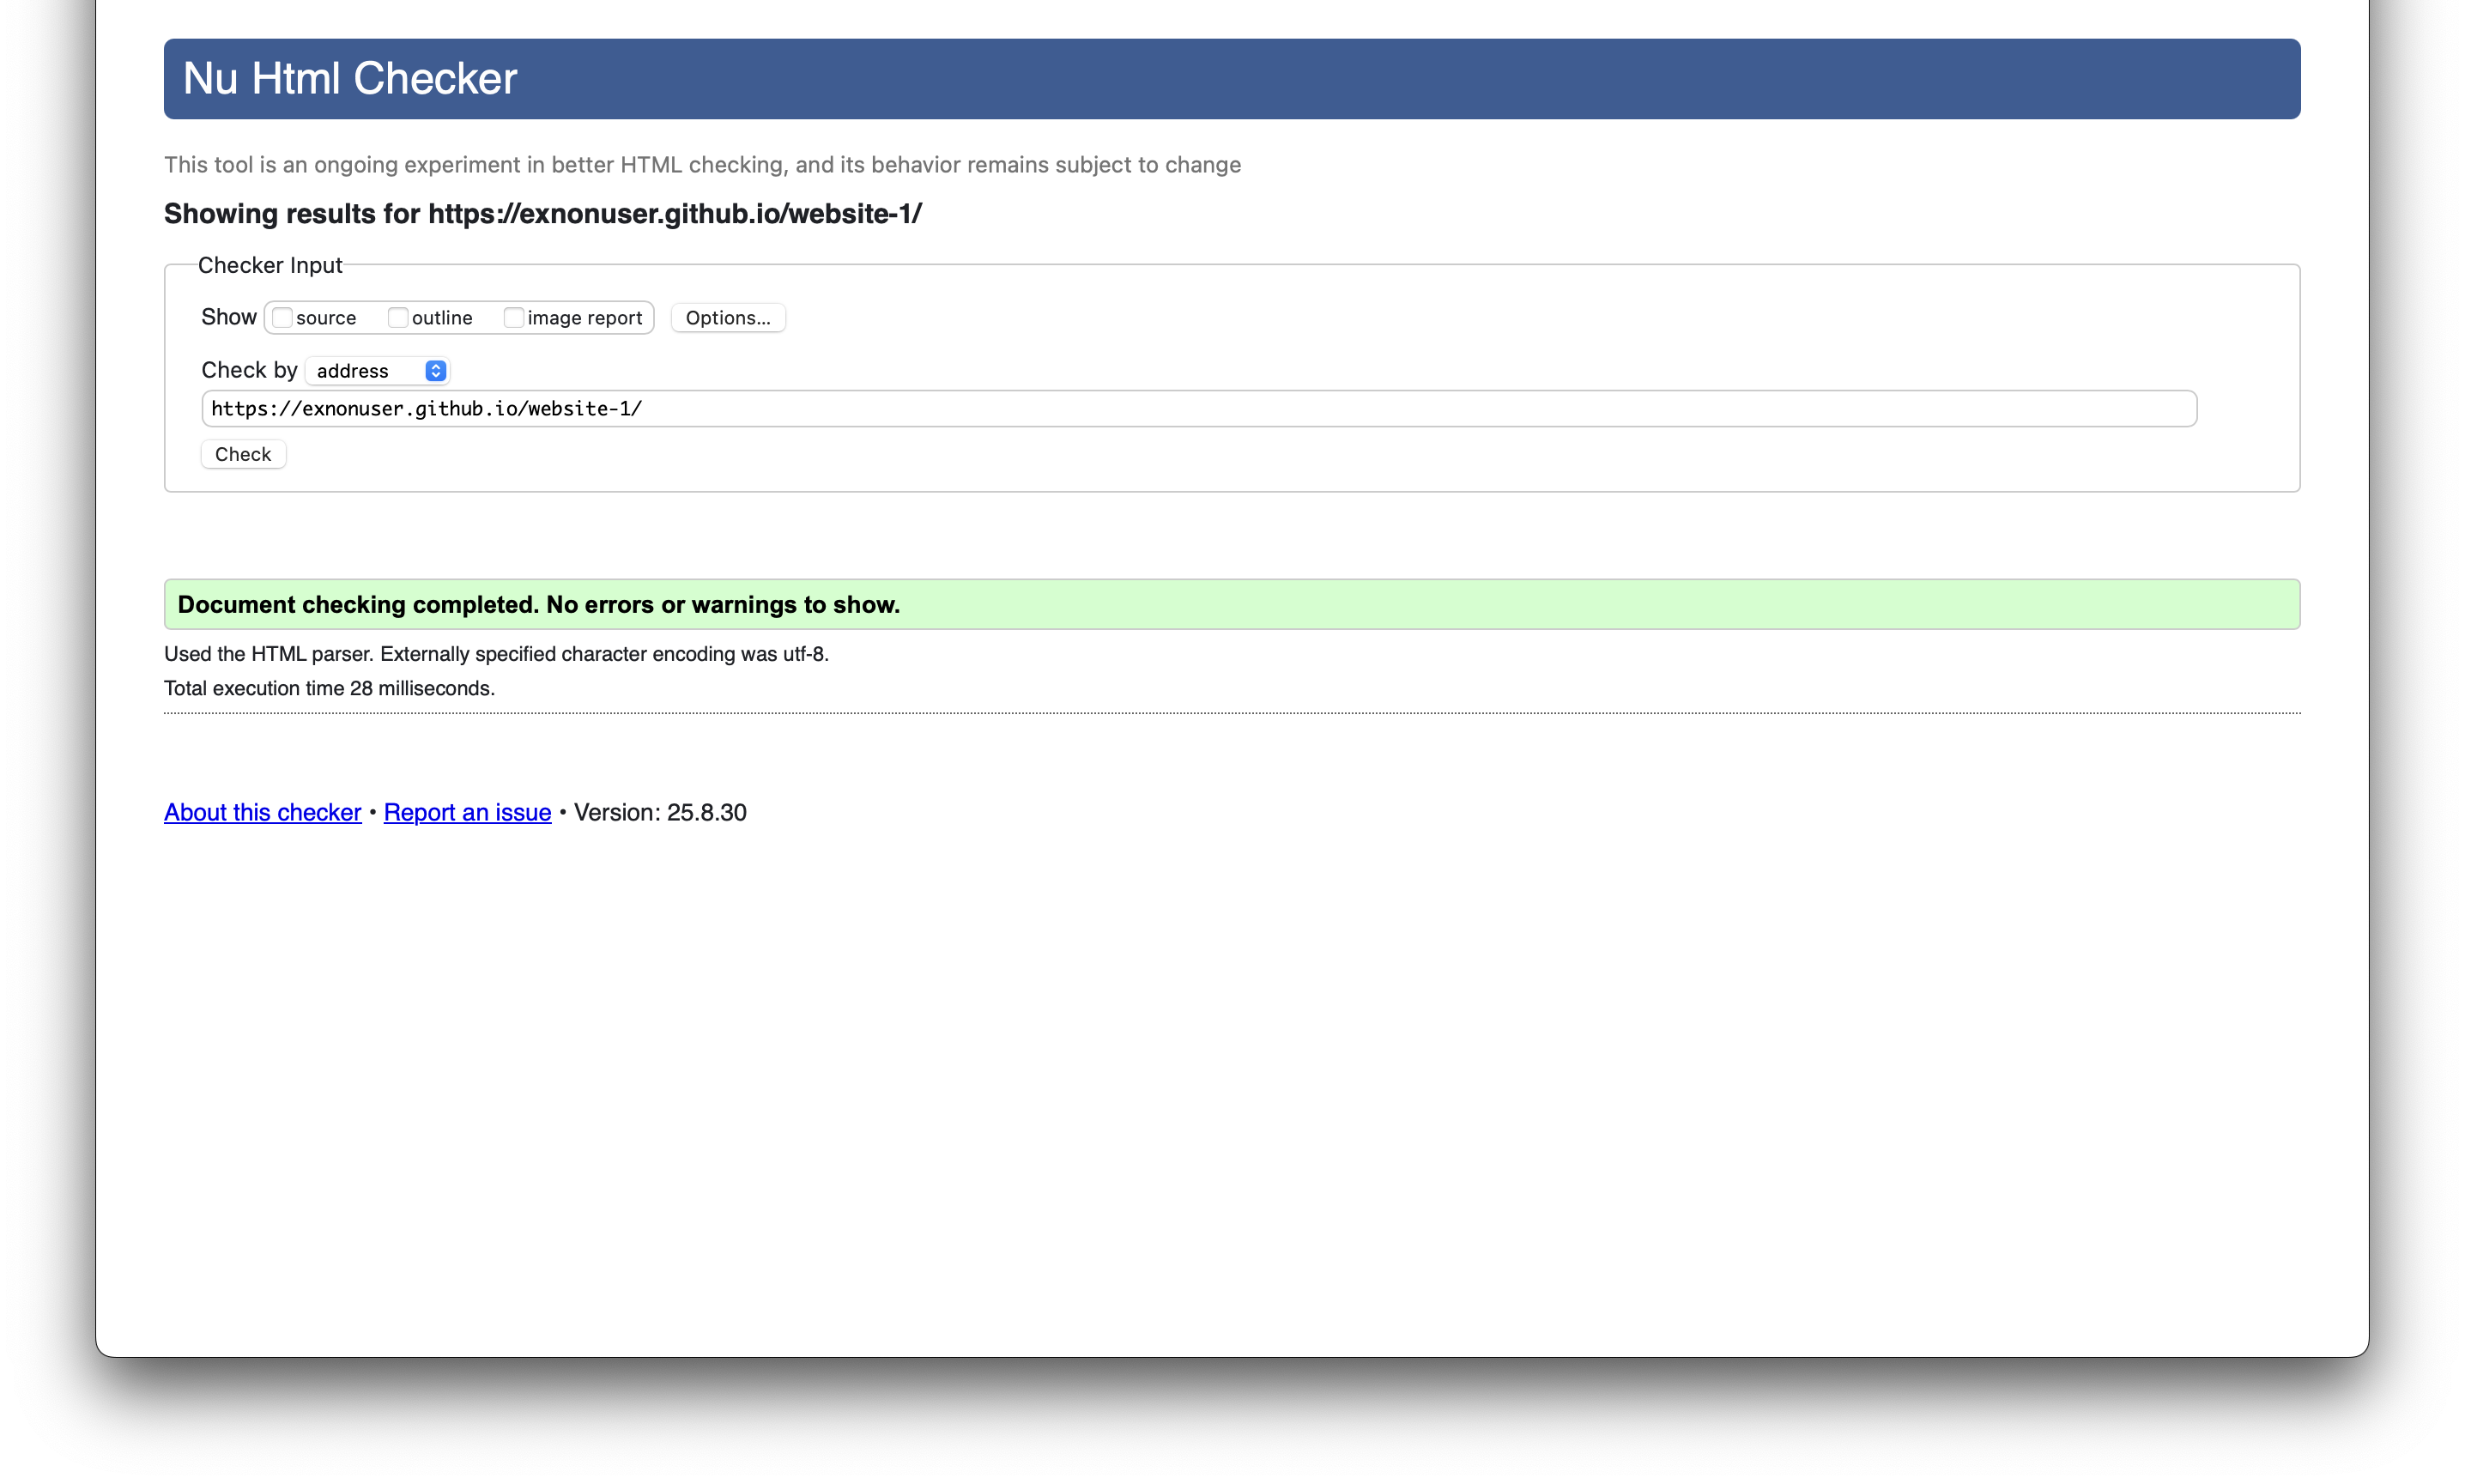 Nu Html Checker
This tool is an ongoing experiment in better HTML checking, and its behavior remains subject to change
Showing results for https://exnonuser.github.io/website-1/
Checker Input
Show source outline image report Options...
Check by address
https://exnonuser.github.io/website-1/
Check
Document checking completed. No errors or warnings to show.
Used the HTML parser. Externally specified character encoding was utf-8.
Total execution time 28 milliseconds.
About this checker • Report an issue • Version: 25.8.30